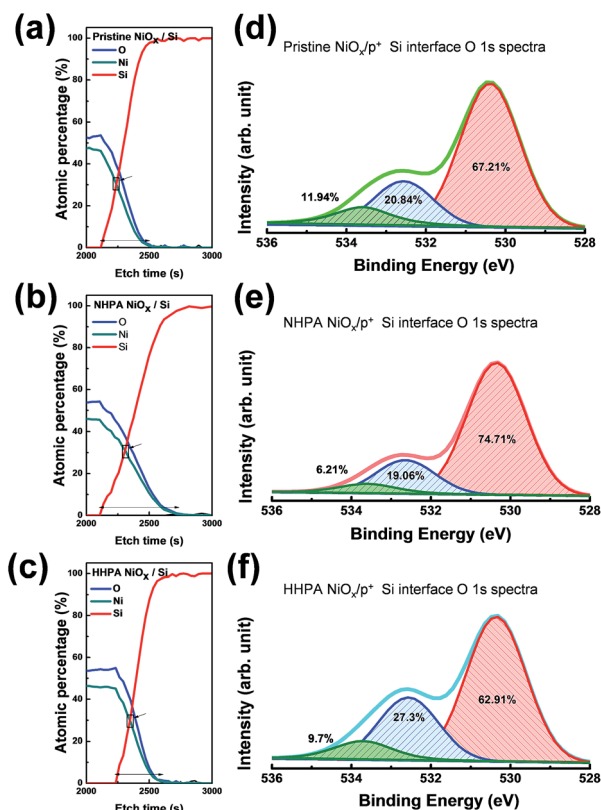 (a)
Pristine NiOx / Si
O
Ni
Si
Atomic percentage (%)
100
80
60
40
20
0
2000 2500 3000
Etch time (s)
(d)
Pristine NiOx/p+ Si interface O 1s spectra
Intensity (arb. unit)
11.94%
20.84%
67.21%
536 534 532 530 528
Binding Energy (eV)
(b)
NHPA NiOx / Si
O
Ni
Si
Atomic percentage (%)
100
80
60
40
20
0
2000 2500 3000
Etch time (s)
(e)
NHPA NiOx/p+ Si interface O 1s spectra
Intensity (arb. unit)
6.21%
19.06%
74.71%
536 534 532 530 528
Binding Energy (eV)
(c)
HHPA NiOx / Si
O
Ni
Si
Atomic percentage (%)
100
80
60
40
20
0
2000 2500 3000
Etch time (s)
(f)
HHPA NiOx/p+ Si interface O 1s spectra
Intensity (arb. unit)
9.7%
27.3%
62.91%
536 534 532 530 528
Binding Energy (eV)